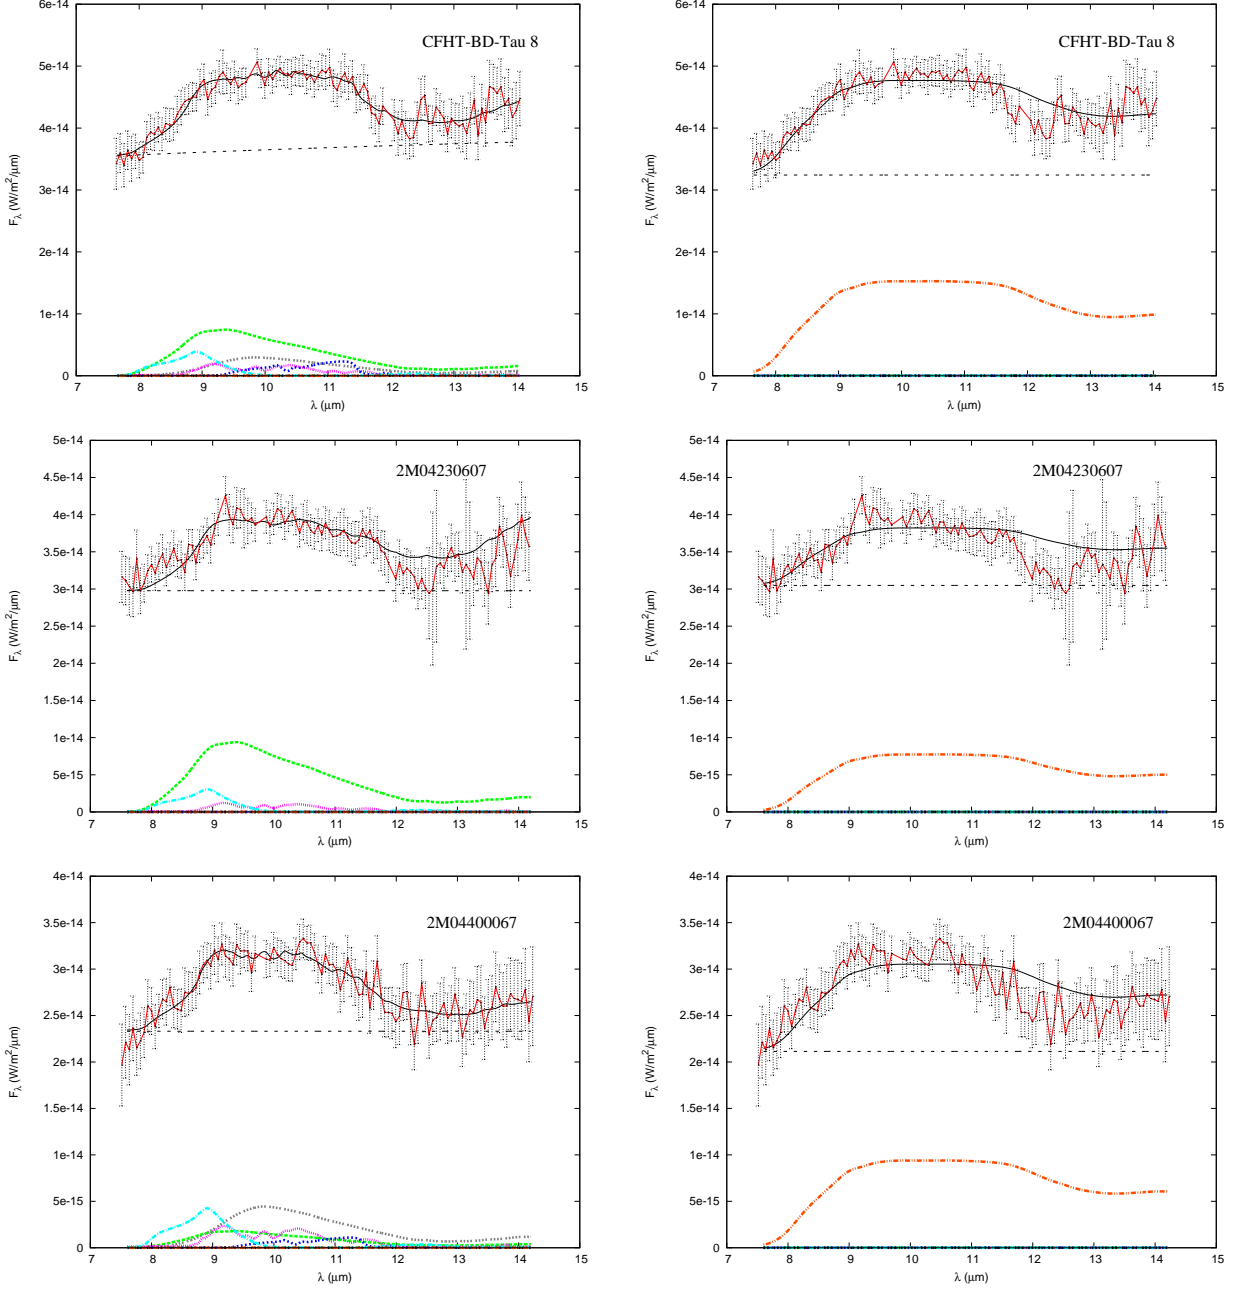 6e-14
5e-14
4e-14
3e-14
2e-14
1e-14
0
7 8 9 10 11 12 13 14 15
Fλ (W/m²/μm)
λ (μm)
CFHT-BD-Tau 8
6e-14
5e-14
4e-14
3e-14
2e-14
1e-14
0
7 8 9 10 11 12 13 14 15
Fλ (W/m²/μm)
λ (μm)
CFHT-BD-Tau 8
5e-14
4.5e-14
4e-14
3.5e-14
3e-14
2.5e-14
2e-14
1.5e-14
1e-14
5e-15
0
7 8 9 10 11 12 13 14 15
Fλ (W/m²/μm)
λ (μm)
2M04230607
5e-14
4.5e-14
4e-14
3.5e-14
3e-14
2.5e-14
2e-14
1.5e-14
1e-14
5e-15
0
7 8 9 10 11 12 13 14 15
Fλ (W/m²/μm)
λ (μm)
2M04230607
4e-14
3.5e-14
3e-14
2.5e-14
2e-14
1.5e-14
1e-14
5e-15
0
7 8 9 10 11 12 13 14 15
Fλ (W/m²/μm)
λ (μm)
2M04400067
4e-14
3.5e-14
3e-14
2.5e-14
2e-14
1.5e-14
1e-14
5e-15
0
7 8 9 10 11 12 13 14 15
Fλ (W/m²/μm)
λ (μm)
2M04400067